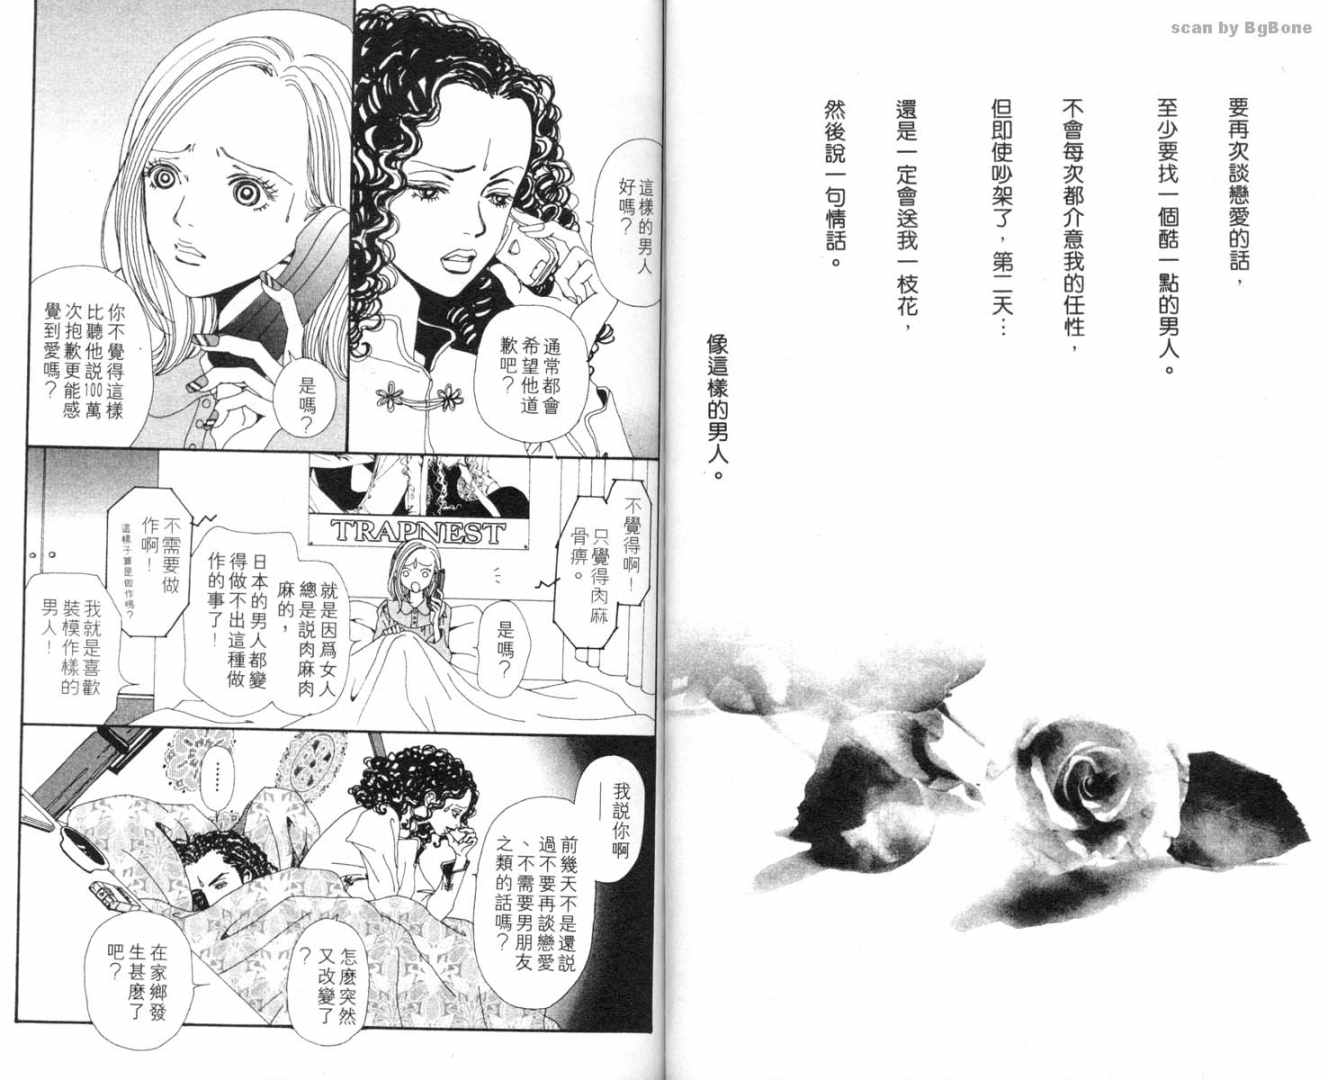 scan by BgBone
要再次談戀愛的話，
至少要找一個酷一點的男人。
不會每次都介意我的任性，
但即使吵架了，第二天…
還是一定會送我一枝花，
然後說一句情話。
像這樣的男人。
這樣的男人
好嗎？
通常都會
希望他道
歉吧？
是嗎？
你不覺得這樣
比聽他說100萬
次抱歉更能感
覺到愛嗎？
不覺得啊！
只覺得肉麻
骨痹。
是嗎？
TRAPNEST
就是因爲女人
總是說肉麻肉
麻的，
日本的男人都變
得做不出這種做
作的事了！
不需要做
作啊！
這樣子算是做作嗎？
我就是喜歡
裝模作樣的
男人！
我說你啊
——
前幾天不是還說
過不要再談戀愛
、不需要男朋友
之類的話嗎？
……
怎麽突然
又改變了
？
在家鄉發
生甚麽了
吧？